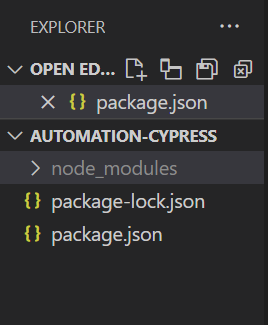 EXPLORER ...
OPEN ED...
package.json
AUTOMATION-CYPRESS
node_modules
package-lock.json
package.json